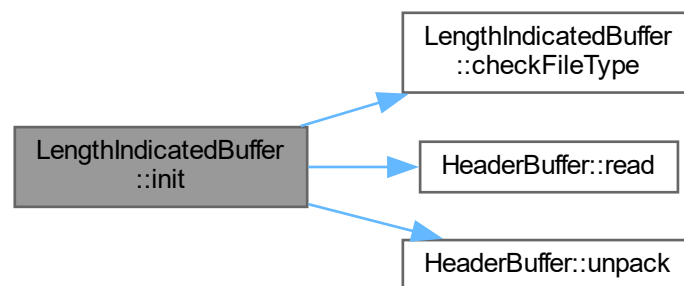 LengthIndicatedBuffer
::checkFileType
LengthIndicatedBuffer
::init
HeaderBuffer::read
HeaderBuffer::unpack